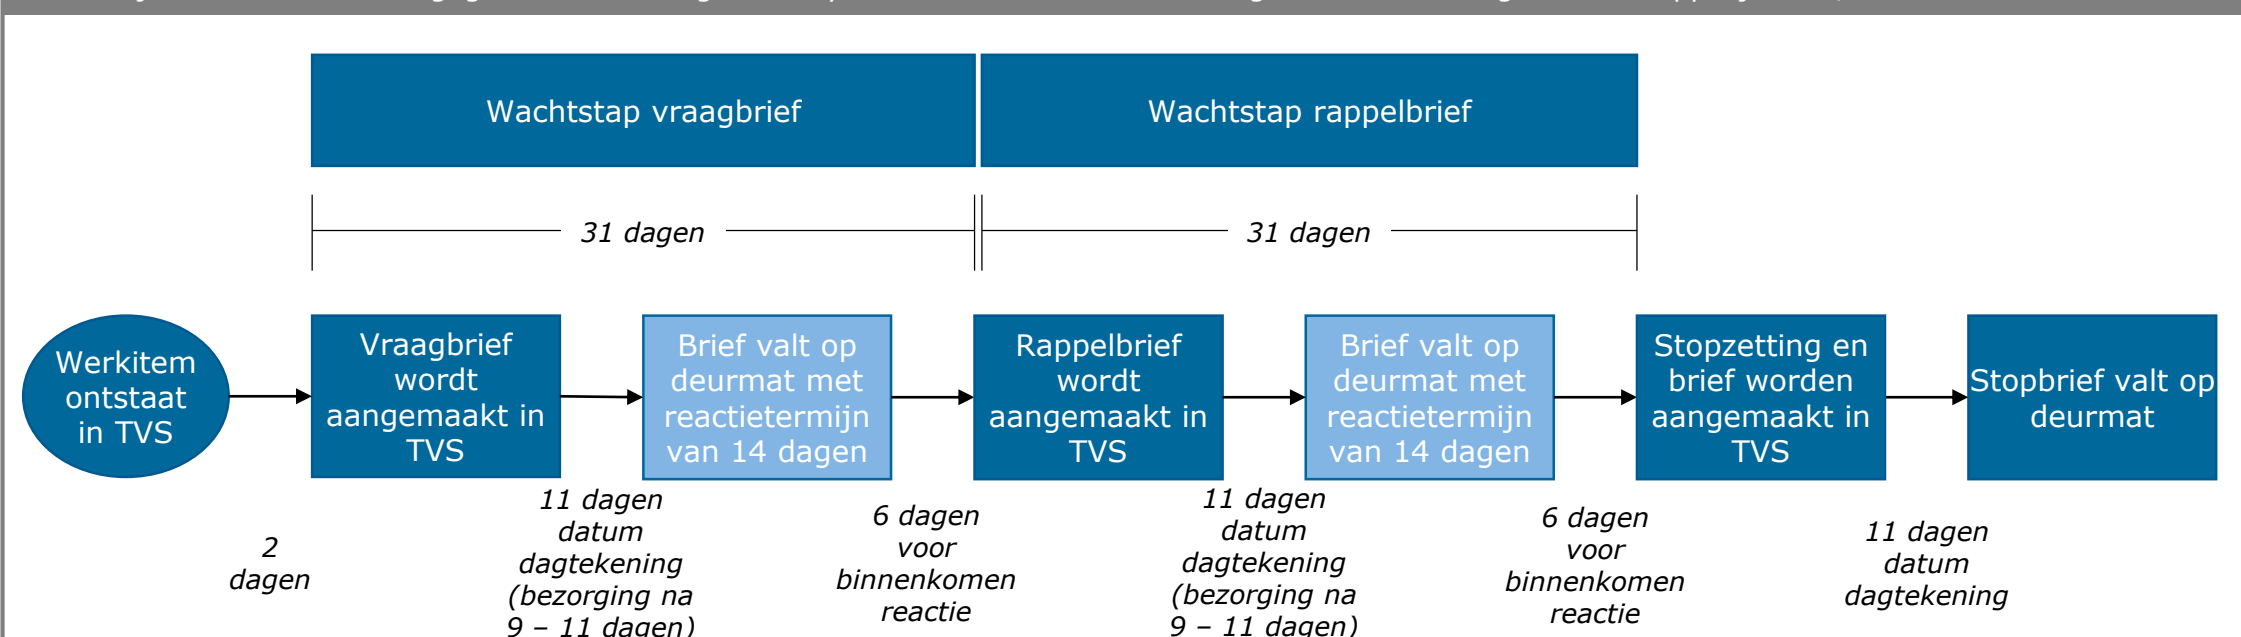 Wachtstap vraagbrief
Wachtstap rappelbrief
31 dagen
31 dagen
Werkitem
ontstaat
in TVS
Vraagbrief
wordt
aangemaakt in
TVS
Brief valt op
deurmat met
reactietermijn
van 14 dagen
Rappelbrief
wordt
aangemaakt in
TVS
Brief valt op
deurmat met
reactietermijn
van 14 dagen
Stopzetting en
brief worden
aangemaakt in
TVS
Stopbrief valt op
deurmat
2
dagen
11 dagen
datum
dagtekening
(bezorging na
9 – 11 dagen)
6 dagen
voor
binnenkomen
reactie
11 dagen
datum
dagtekening
(bezorging na
9 – 11 dagen)
6 dagen
voor
binnenkomen
reactie
11 dagen
datum
dagtekening